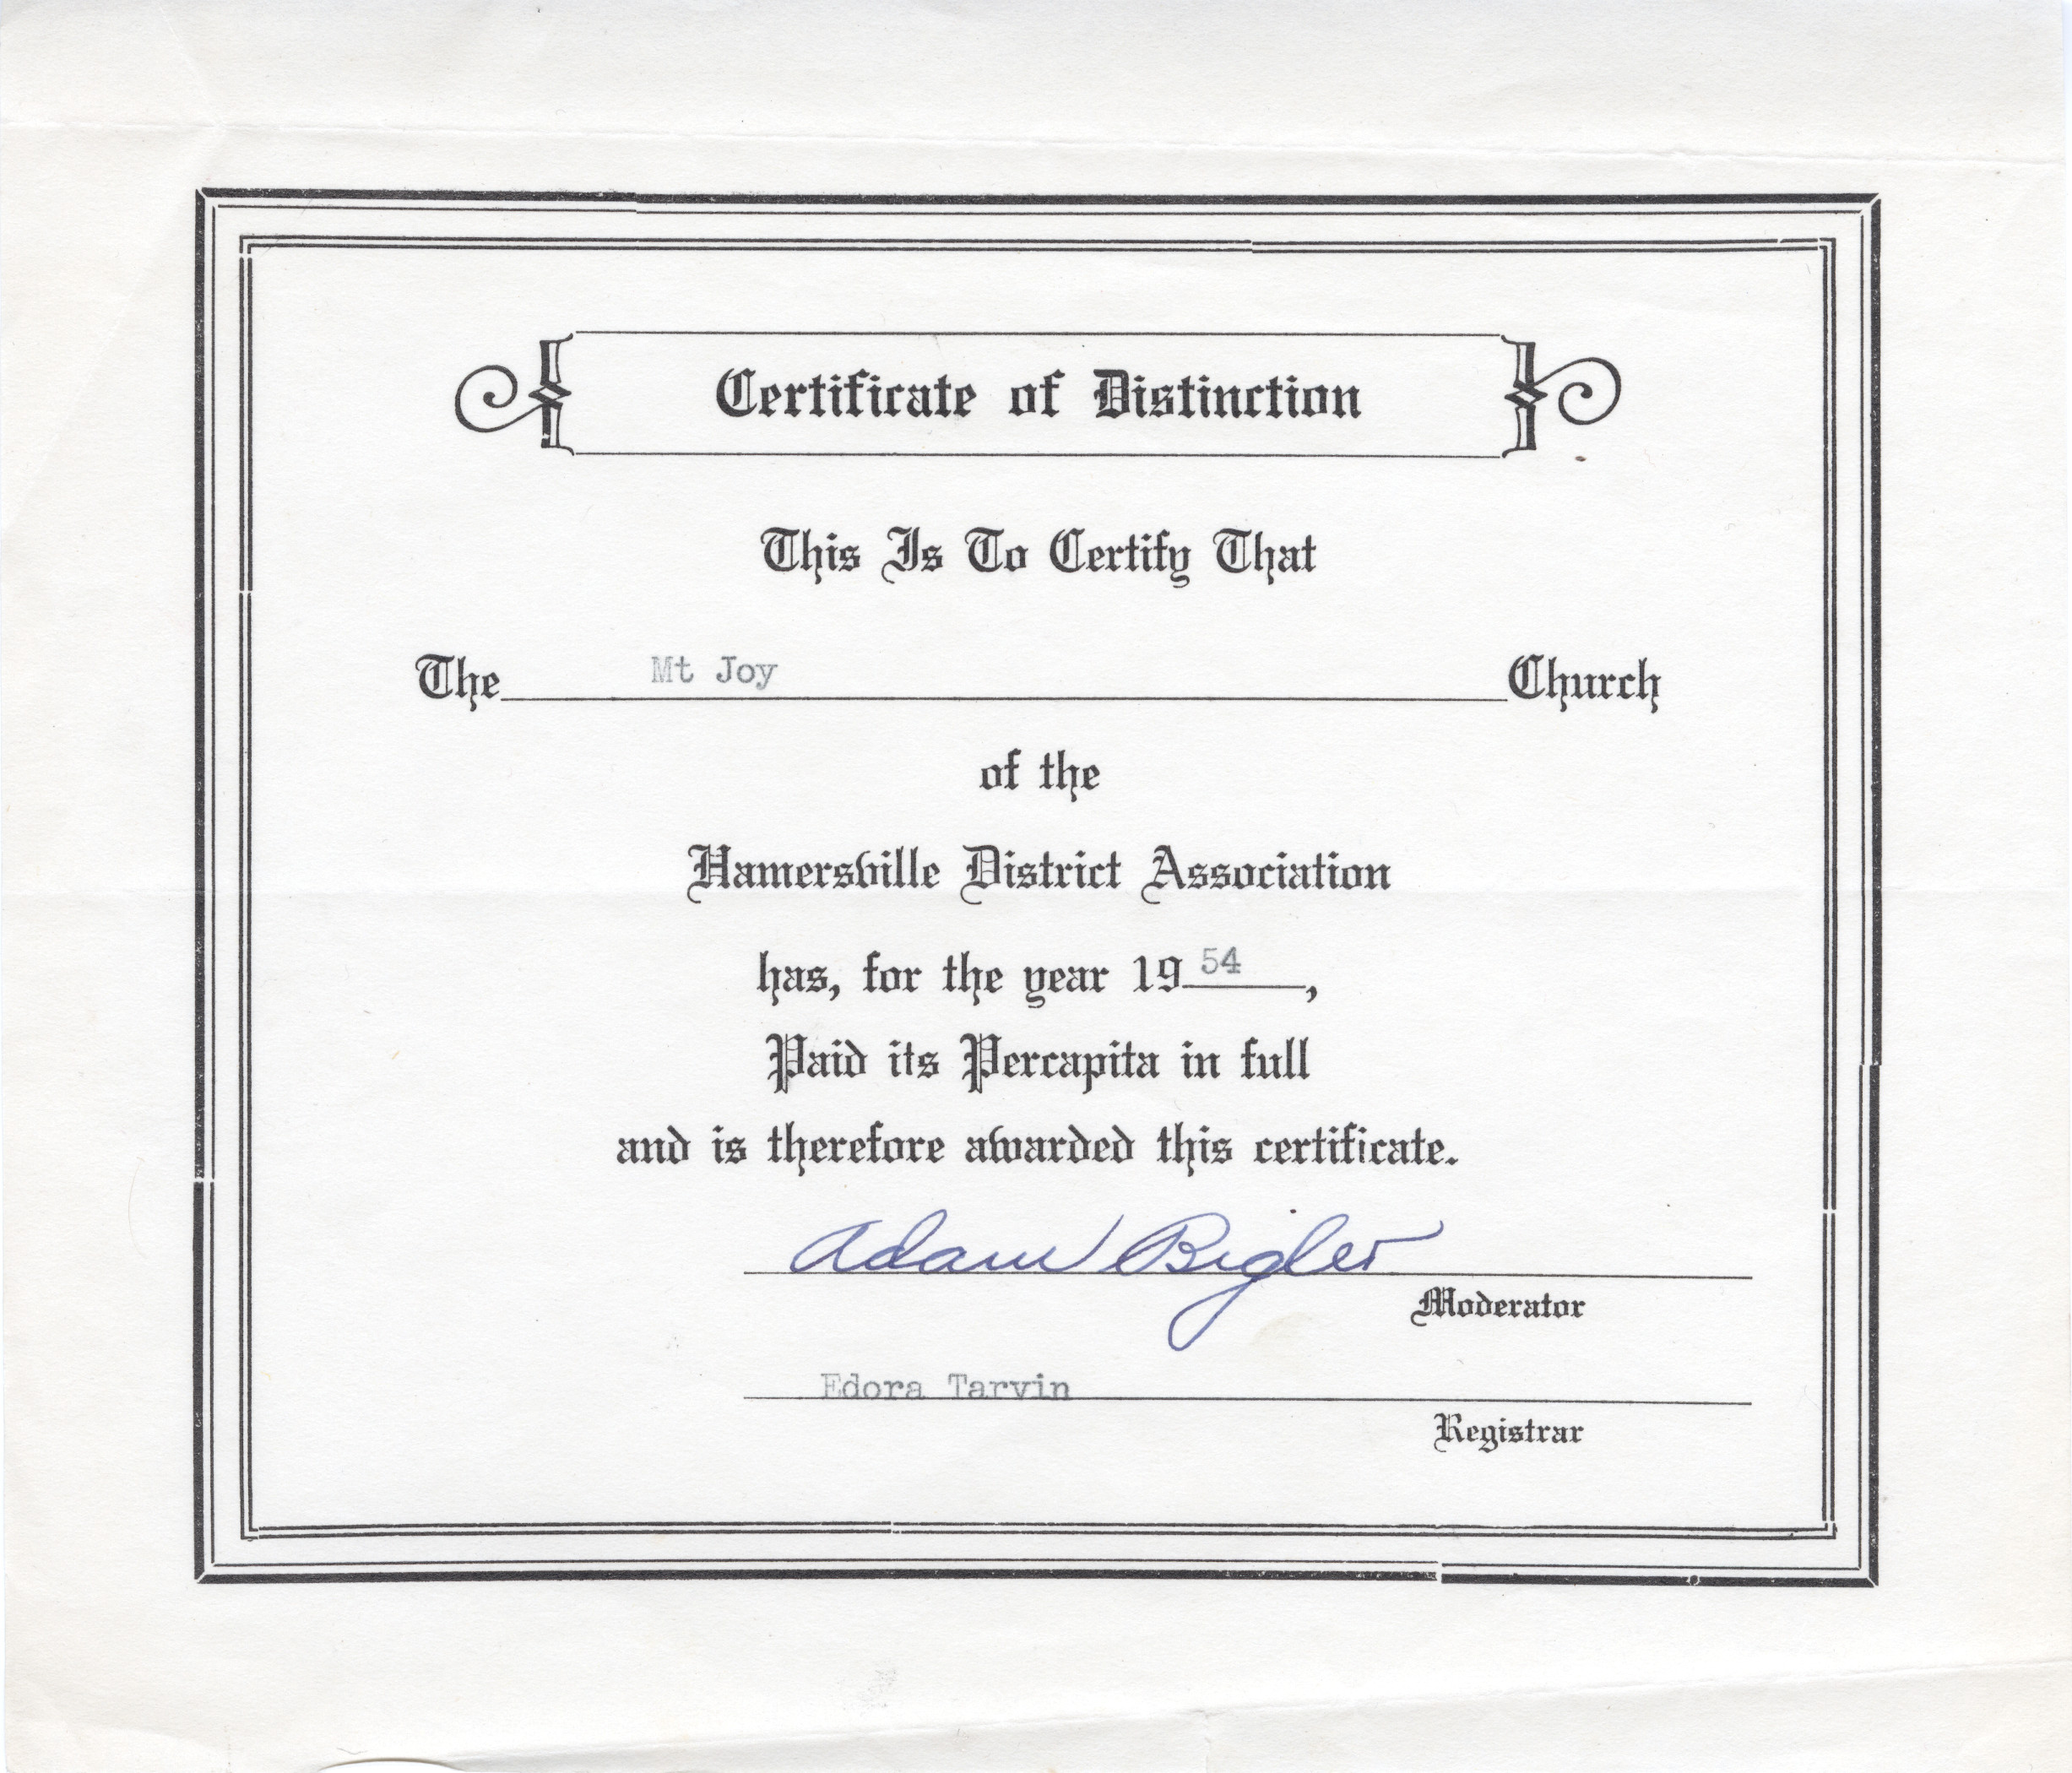 Certificate of Distinction
This Is To Certify That
The Mt Joy Church
of the
Hamersville District Association
has, for the year 1954,
Paid its Percapita in full
and is therefore awarded this certificate.
Adam Bigler
Moderator
Edora Tarvin
Registrar